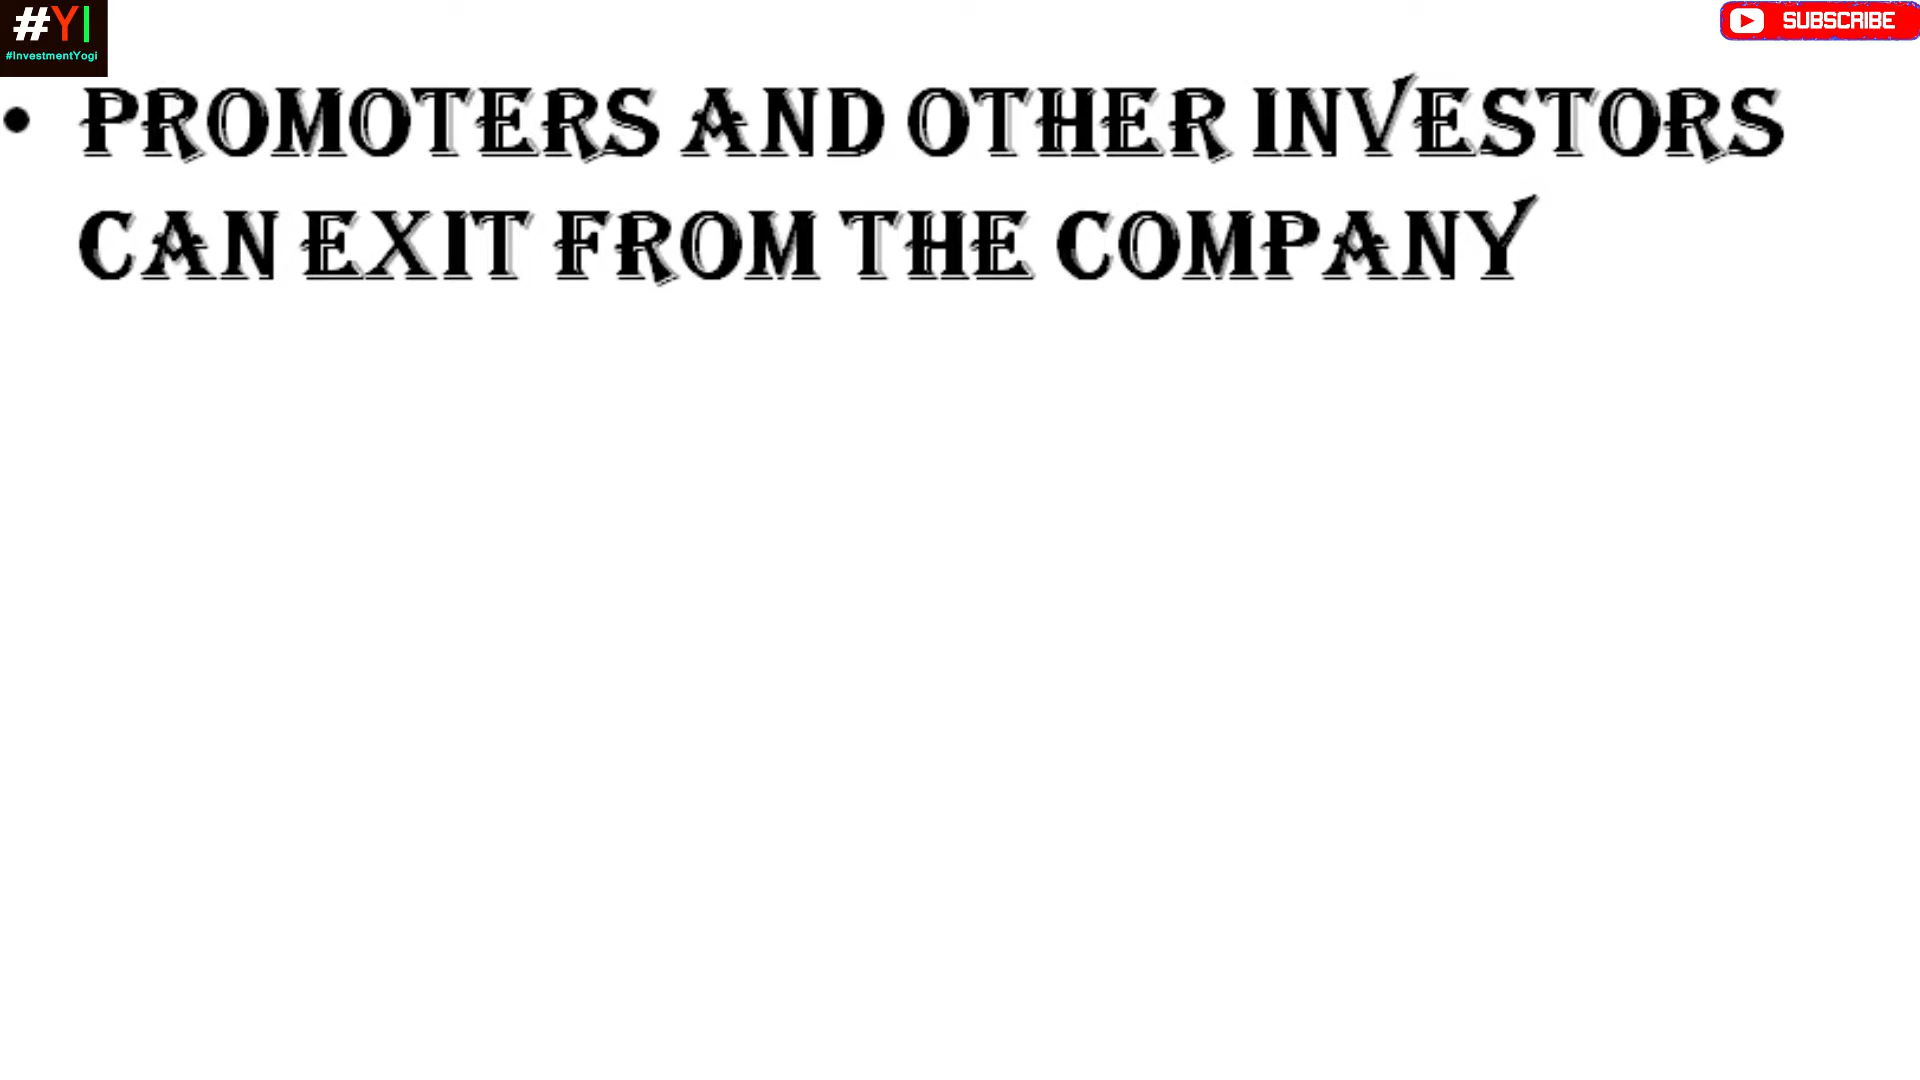 #YI
#InvestmentYogi
SUBSCRIBE
• PROMOTERS AND OTHER INVESTORS
CAN EXIT FROM THE COMPANY